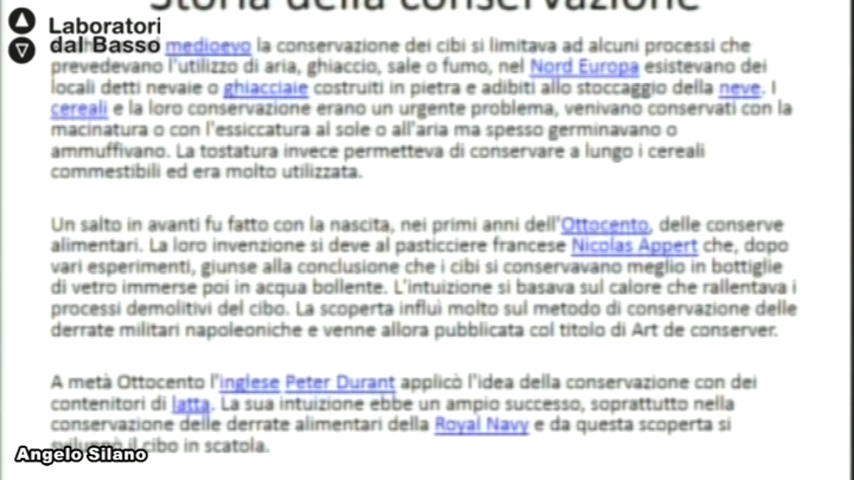 Storia della conservazione
Laboratori
dal Basso
medioevo la conservazione dei cibi si limitava ad alcuni processi che
prevedevano l'utilizzo di aria, ghiaccio, sale o fumo, nel Nord Europa esistevano dei
locali detti nevaie o ghiacciaie costruiti in pietra e adibiti allo stoccaggio della neve. I
cereali e la loro conservazione erano un urgente problema, venivano conservati con la
macinatura o con l'essiccatura al sole o all'aria ma spesso germinavano o
ammuffivano. La tostatura invece permetteva di conservare a lungo i cereali
commestibili ed era molto utilizzata.
Un salto in avanti fu fatto con la nascita, nei primi anni dell'Ottocento, delle conserve
alimentari. La loro invenzione si deve al pasticciere francese Nicolas Appert che, dopo
vari esperimenti, giunse alla conclusione che i cibi si conservavano meglio in bottiglie
di vetro immerse poi in acqua bollente. L'intuizione si basava sul calore che rallentava i
processi demolitivi del cibo. La scoperta influì molto sul metodo di conservazione delle
derrate militari napoleoniche e venne allora pubblicata col titolo di Art de conserver.
A metà Ottocento l'inglese Peter Durant applicò l'idea della conservazione con dei
contenitori di latta. La sua intuizione ebbe un ampio successo, soprattutto nella
conservazione delle derrate alimentari della Royal Navy e da questa scoperta si
sviluppò il cibo in scatola.
Angelo Silano